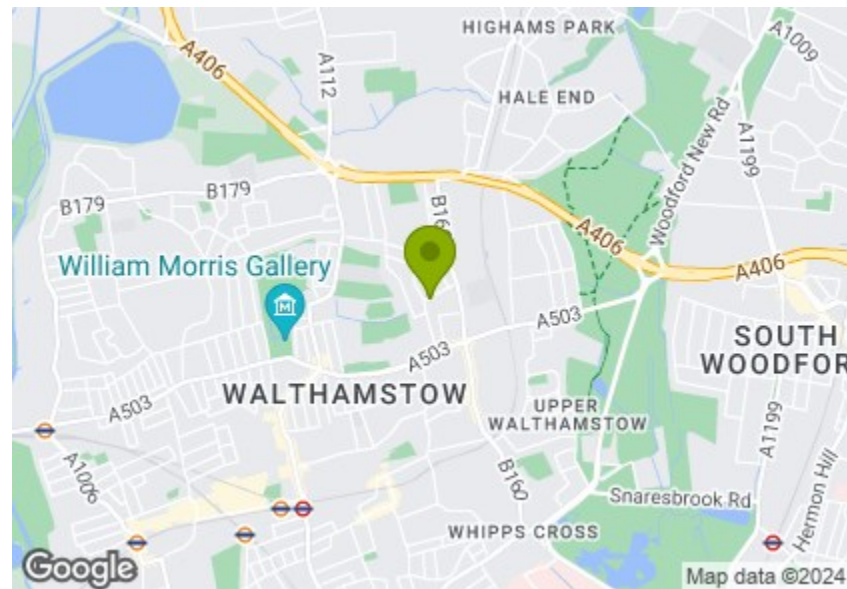 HIGHAMS PARK
A1009
A406
A112
HALE END
Woodford New Rd
A1199
B179
B179
B16
A406
A406
William Morris Gallery
M
A503
SOUTH
WOODFOR
A503
WALTHAMSTOW
UPPER
WALTHAMSTOW
A1199
A1006
B160
Snaresbrook Rd
Hermon Hill
WHIPPS CROSS
Google
Map data ©2024